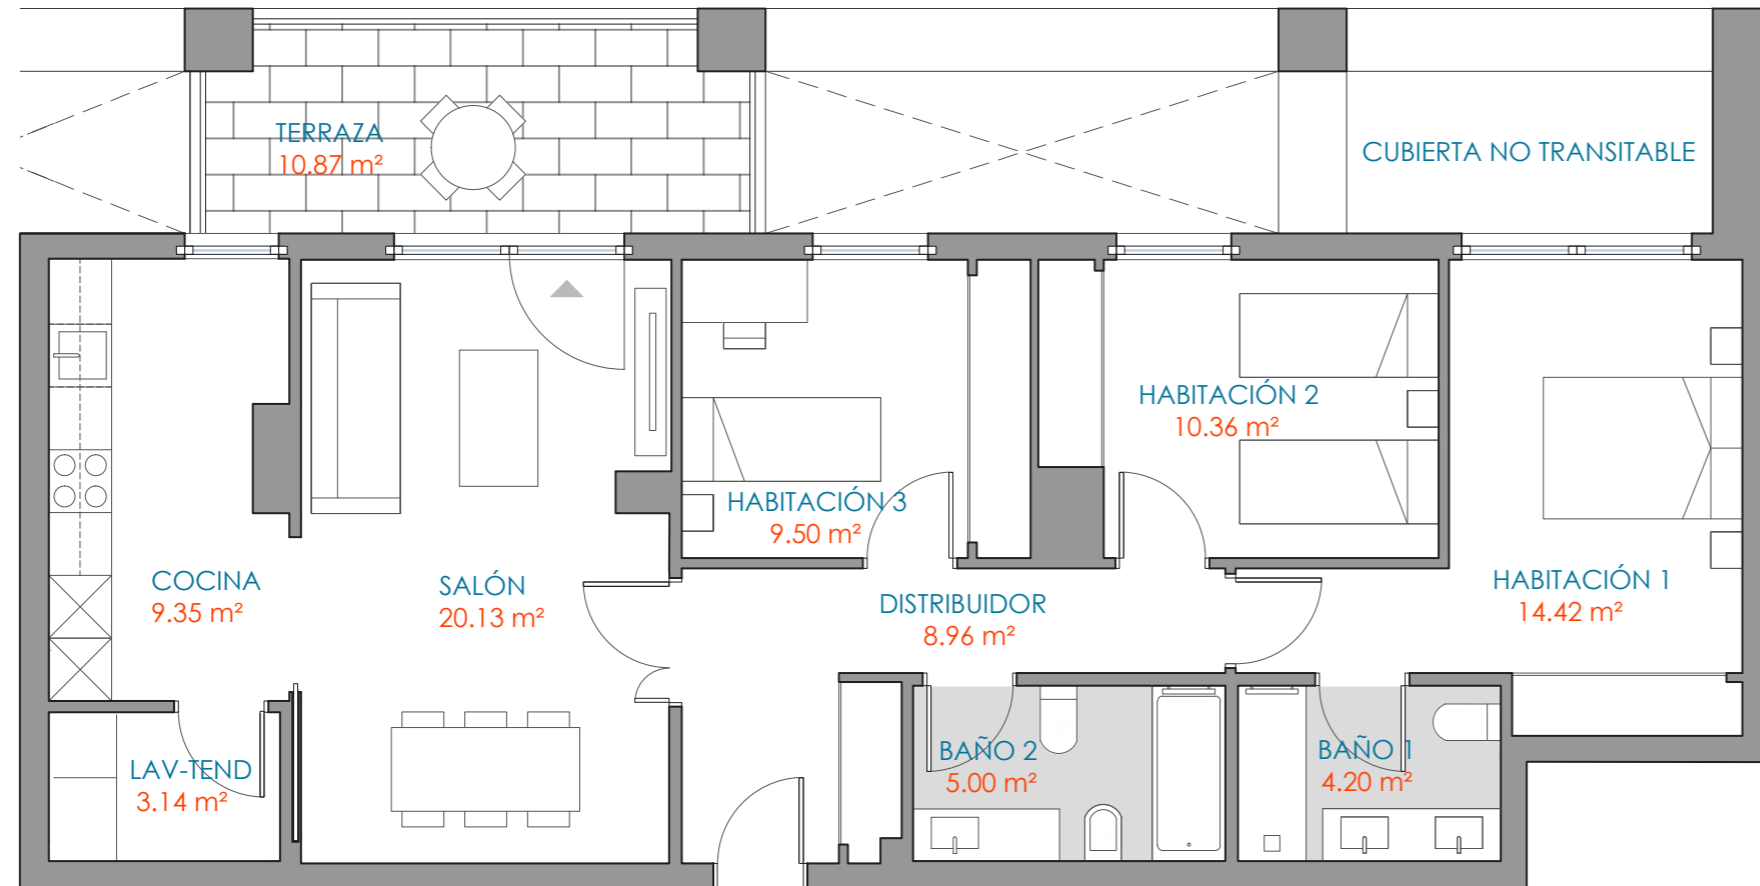 TERRAZA
10.87 m²
CUBIERTA NO TRANSITABLE
HABITACIÓN 2
10.36 m²
HABITACIÓN 3
9.50 m²
COCINA
9.35 m²
SALÓN
20.13 m²
DISTRIBUIDOR
8.96 m²
HABITACIÓN 1
14.42 m²
LAV-TEND
3.14 m²
BAÑO 2
5.00 m²
BAÑO 1
4.20 m²